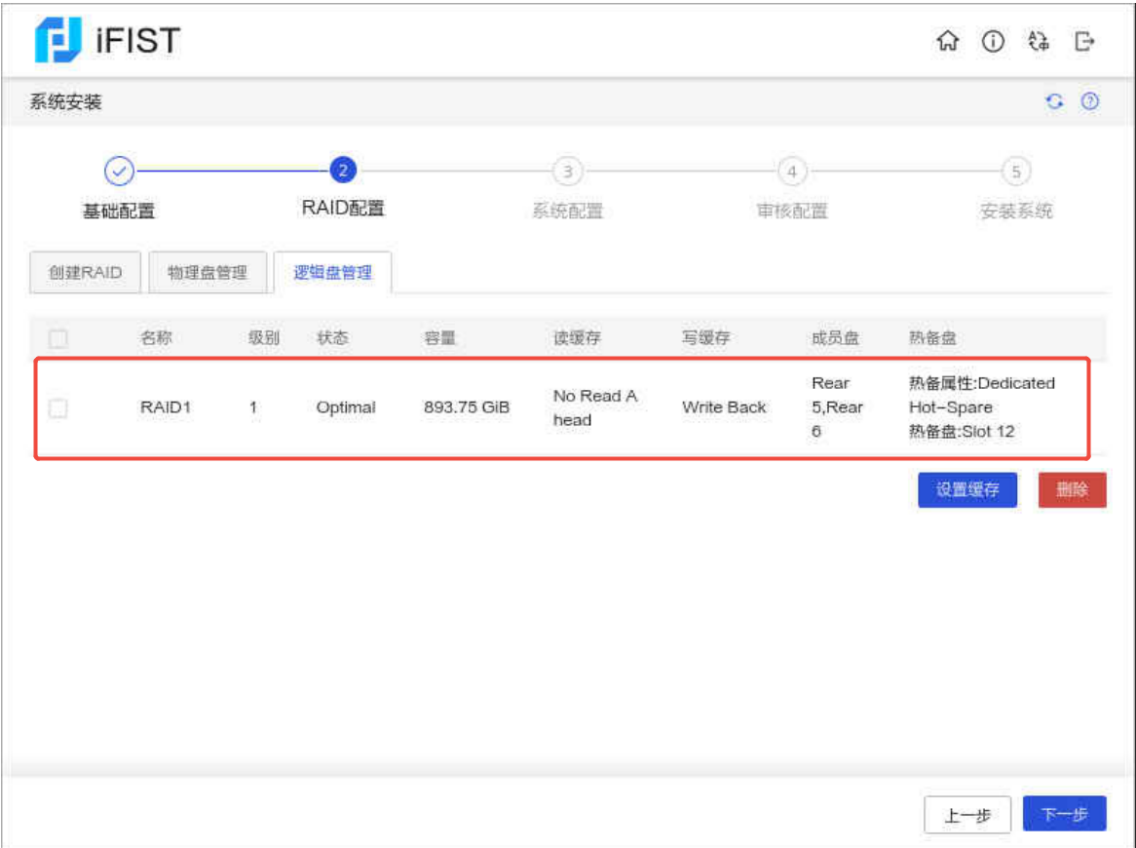 iFIST
系统安装
2 3 4 5
基础配置 RAID配置 系统配置 审核配置 安装系统
创建RAID 物理盘管理 逻辑盘管理
名称 级别 状态 容量 读缓存 写缓存 成员盘 热备盘
RAID1 1 Optimal 893.75 GiB No Read A
head Write Back Rear
5,Rear
6 热备属性:Dedicated
Hot-Spare
热备盘:Slot 12
设置缓存 删除
上一步 下一步